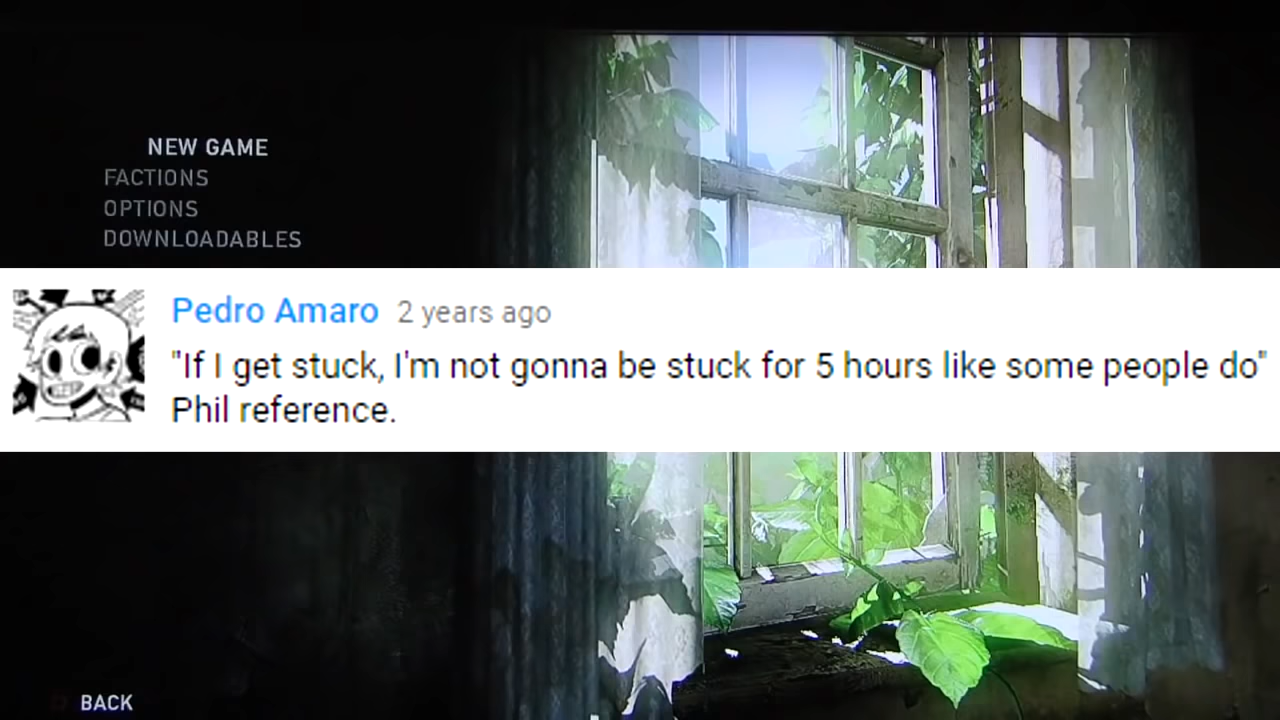 NEW GAME
FACTIONS
OPTIONS
DOWNLOADABLES
Pedro Amaro 2 years ago
"If I get stuck, I'm not gonna be stuck for 5 hours like some people do"
Phil reference.
BACK